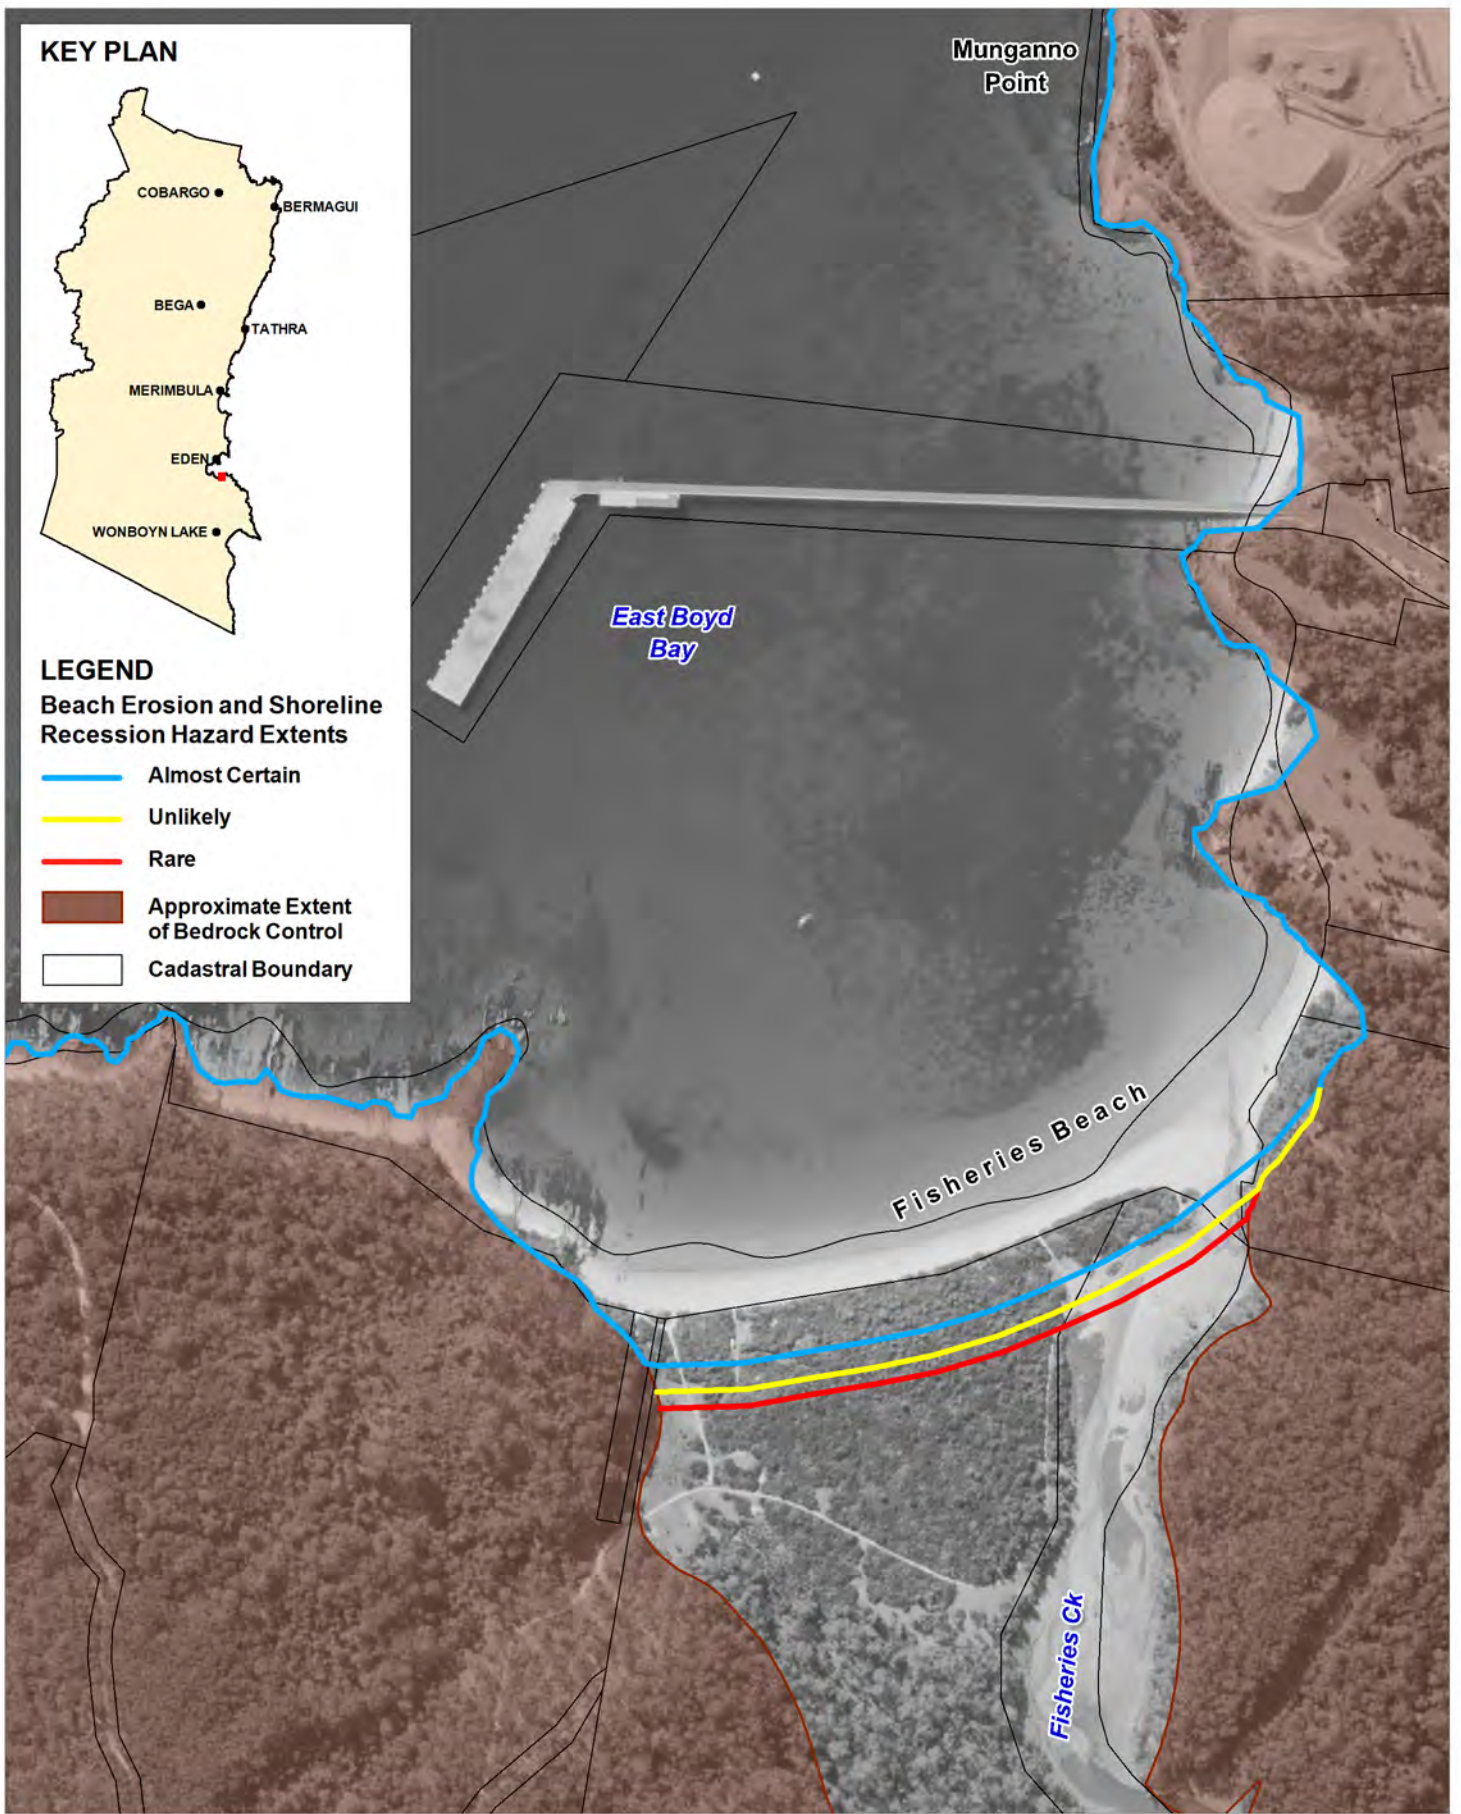 KEY PLAN
COBARGO
BERMAGUI
BEGA
TATHRA
MERIMBULA
EDEN
WONBOYN LAKE
LEGEND
Beach Erosion and Shoreline
Recession Hazard Extents
Almost Certain
Unlikely
Rare
Approximate Extent
of Bedrock Control
Cadastral Boundary
Munganno
Point
East Boyd
Bay
Fisheries Beach
Fisheries Ck